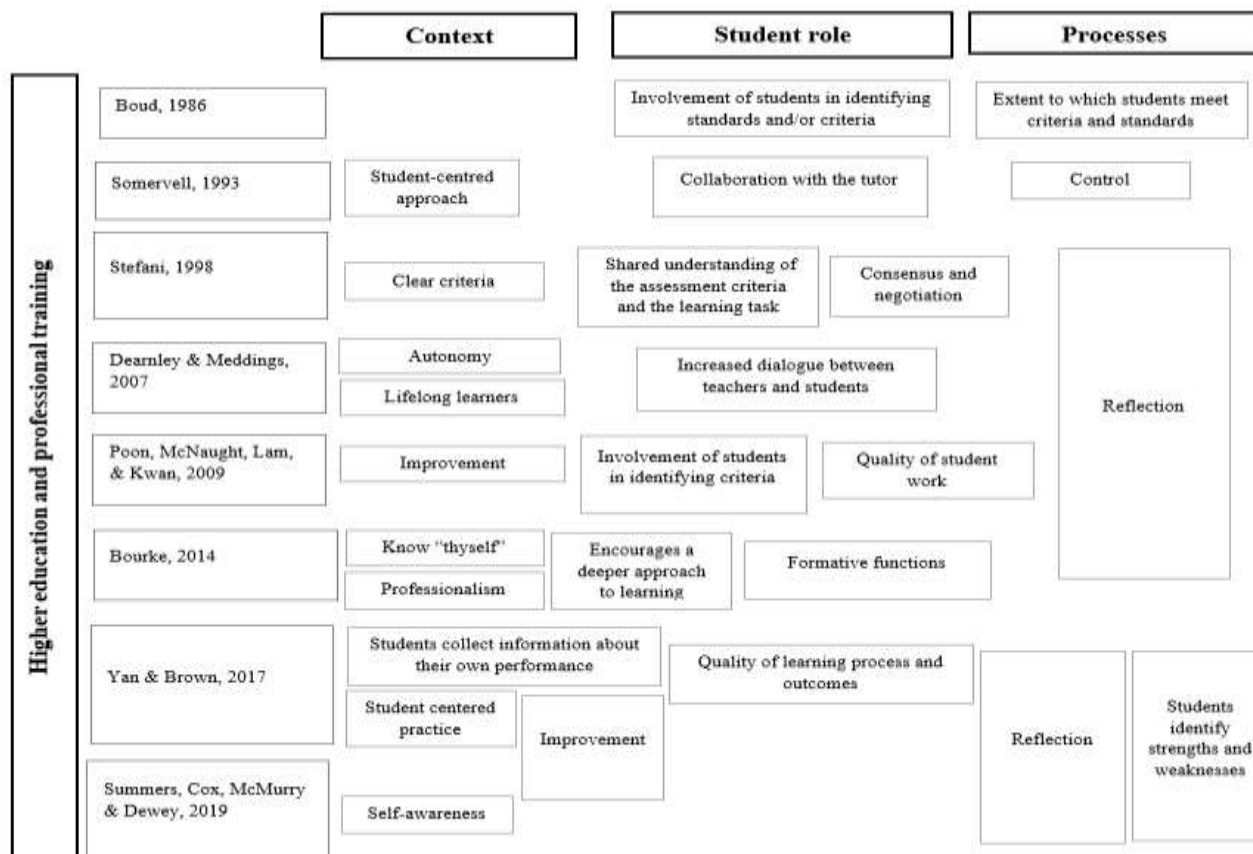 Context
Student role
Processes
Higher education and professional training
Boud, 1986
Involvement of students in identifying
standards and/or criteria
Extent to which students meet
criteria and standards
Somervell, 1993
Student-centred
approach
Collaboration with the tutor
Control
Stefani, 1998
Clear criteria
Shared understanding of
the assessment criteria
and the learning task
Consensus and
negotiation
Reflection
Dearnley & Meddings,
2007
Autonomy
Lifelong learners
Increased dialogue between
teachers and students
Poon, McNaught, Lam,
& Kwan, 2009
Improvement
Involvement of students
in identifying criteria
Quality of student
work
Bourke, 2014
Know “thyself”
Professionalism
Encourages a
deeper approach
to learning
Formative functions
Yan & Brown, 2017
Students collect information about
their own performance
Student centered
practice
Improvement
Quality of learning process and
outcomes
Reflection
Students
identify
strengths and
weaknesses
Summers, Cox, McMurry
& Dewey, 2019
Self-awareness